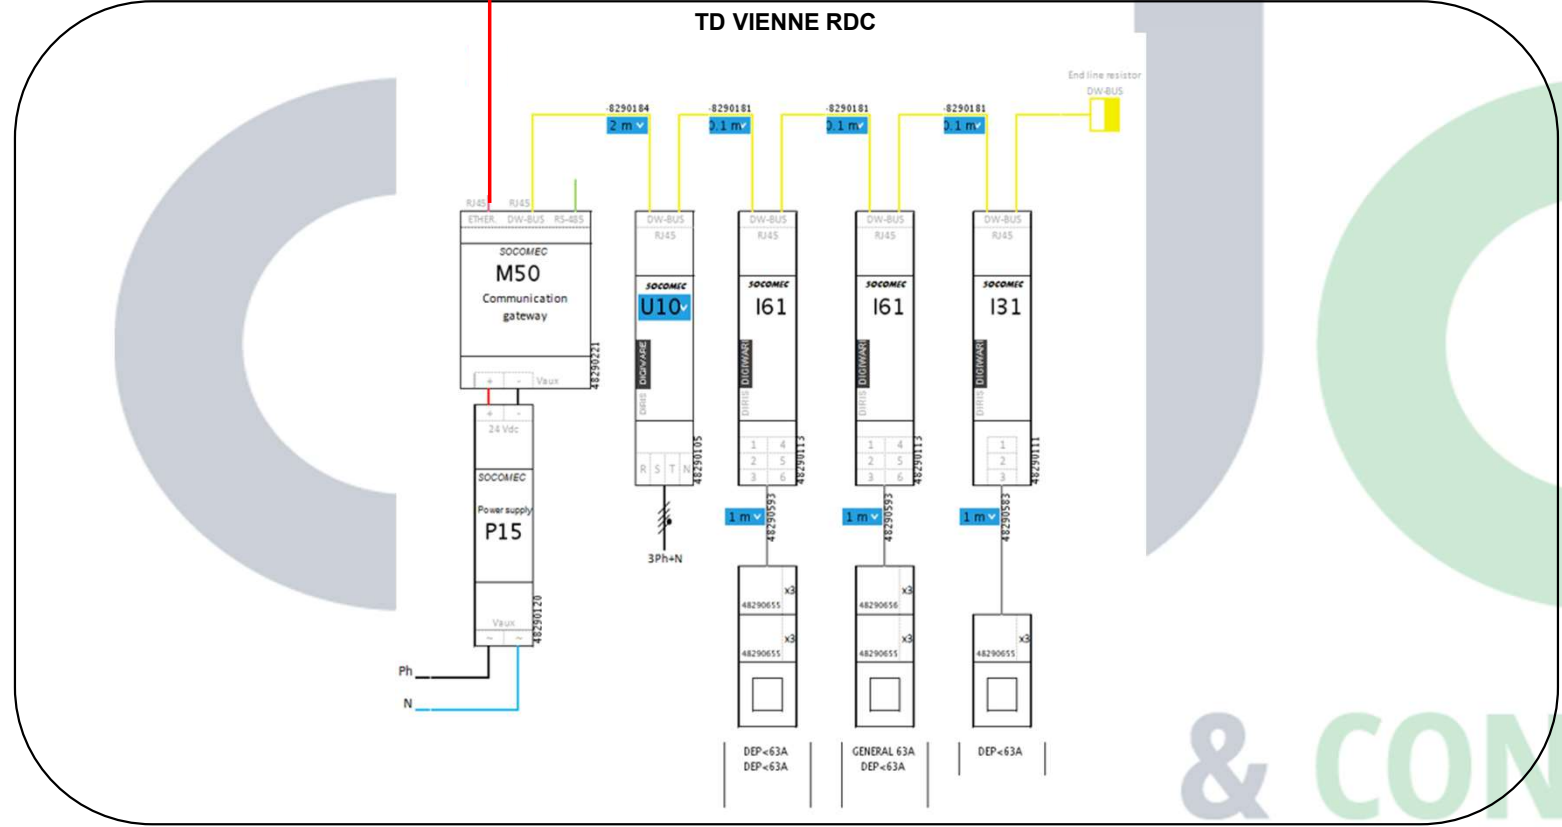 TD VIENNE RDC
End line resistor
DW-BUS
-8290184
2 m
-8290181
0.1 m
-8290181
0.1 m
-8290181
0.1 m
RJ45
RJ45
ETHER.
DW-BUS
RS-485
SOCOMEC
M50
Communication
gateway
48290221
+
-
Vaux
+
-
24 Vdc
SOCOMEC
Power supply
P15
48290120
Vaux
~
~
Ph
N
DW-BUS
RJ45
SOCOMEC
U10
DIRIS DIGIWARE
R S T N
48290105
3Ph+N
DW-BUS
RJ45
SOCOMEC
I61
DIRIS DIGIWARE
1 4
2 5
3 6
48290113
1 m
48290593
x3
48290655
x3
48290655
DEP<63A
DEP<63A
DW-BUS
RJ45
SOCOMEC
I61
DIRIS DIGIWARE
1 4
2 5
3 6
48290113
1 m
48290593
x3
48290656
x3
48290655
GENERAL 63A
DEP<63A
DW-BUS
RJ45
SOCOMEC
I31
DIRIS DIGIWARE
1
2
3
48290111
1 m
48290583
x3
48290655
DEP<63A
& CON